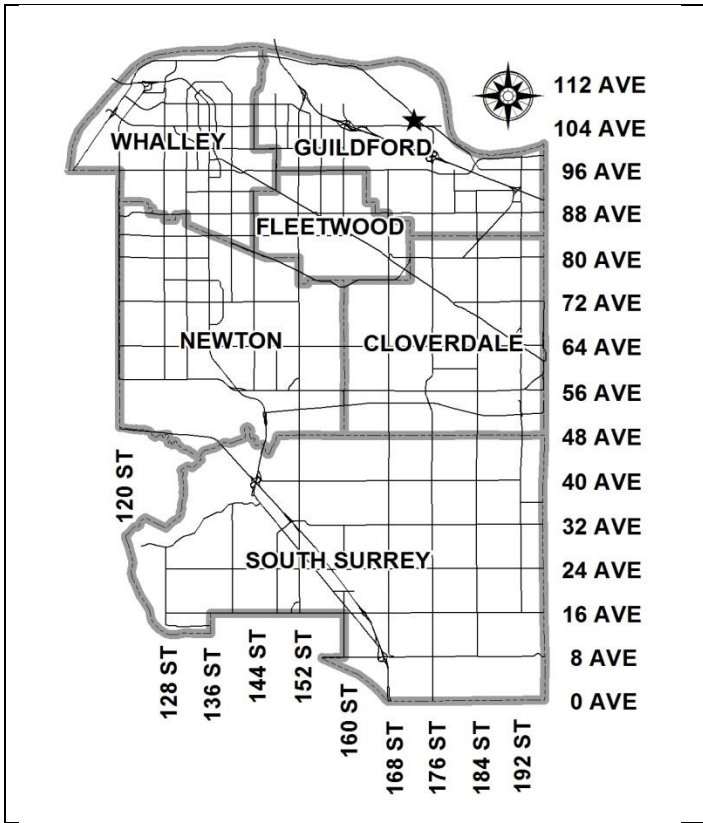 112 AVE
104 AVE
WHALLEY
GUILDFORD
96 AVE
88 AVE
FLEETWOOD
80 AVE
72 AVE
NEWTON
CLOVERDALE
64 AVE
56 AVE
48 AVE
120 ST
40 AVE
32 AVE
SOUTH SURREY
24 AVE
16 AVE
8 AVE
0 AVE
128 ST
136 ST
144 ST
152 ST
160 ST
168 ST
176 ST
184 ST
192 ST